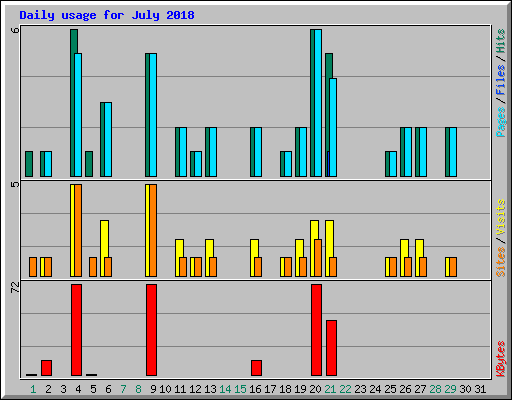 Daily usage for July 2018
6
5
72
Pages / Files / Hits
Sites / Visits
KBytes
1 2 3 4 5 6 7 8 9 10 11 12 13 14 15 16 17 18 19 20 21 22 23 24 25 26 27 28 29 30 31